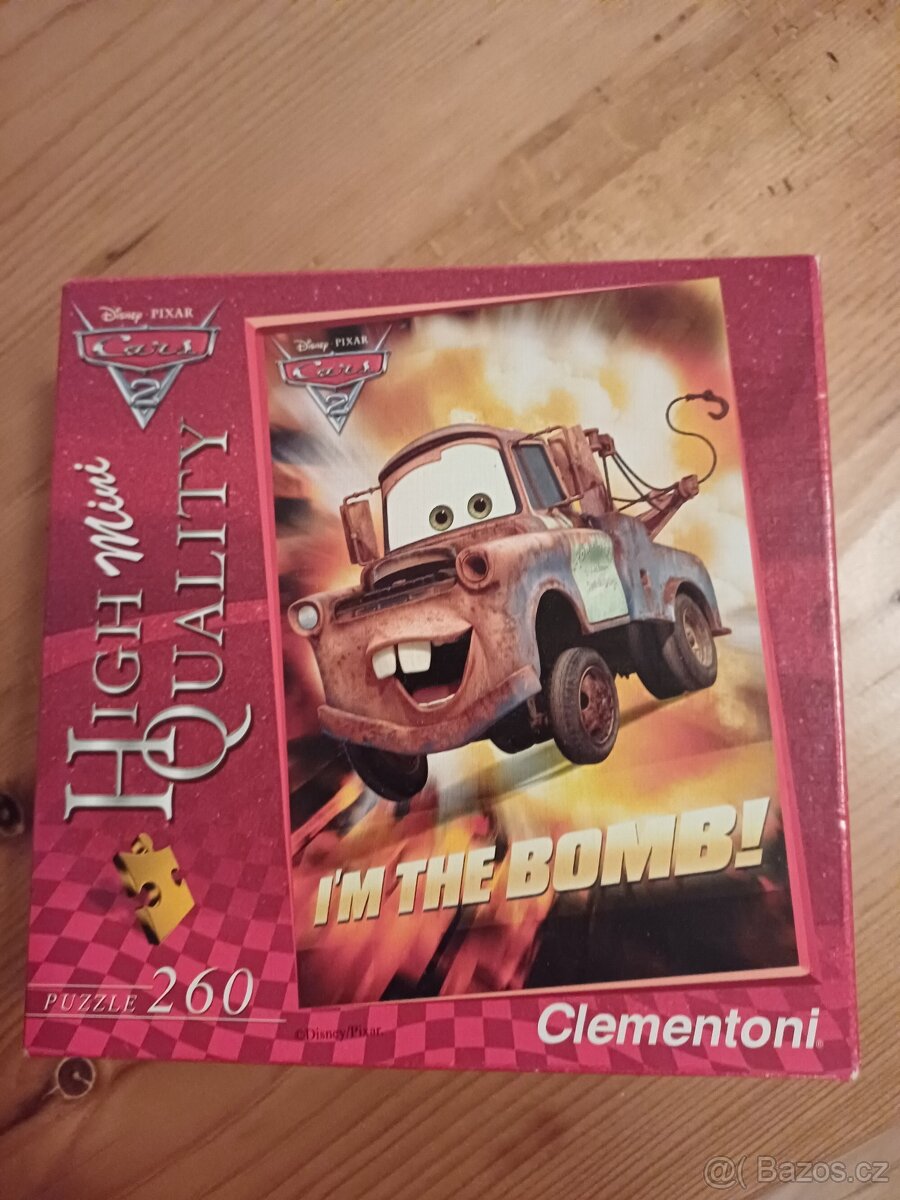 Disney · PIXAR
Cars
2
HIGH mini
QUALITY
PUZZLE 260
Disney · PIXAR
Cars
2
I'M THE BOMB!
©Disney/Pixar.
Clementoni
@( Bazos.cz